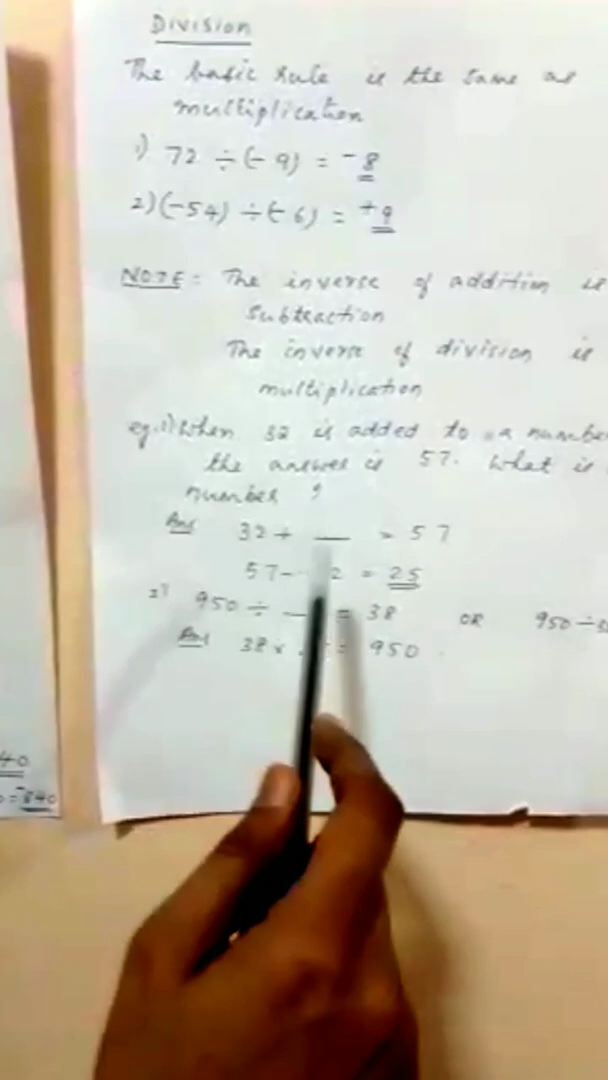 DIVISION
The basic rule is the same as
multiplication
1) 72 ÷ (- 9) = - 8
2) (-54) ÷ (- 6) = + 9
NOTE: The inverse of addition is
subtraction
The inverse of division is
multiplication
eg. 1) When 32 is added to a number
the answer is 57. What is
number ?
Ans 32 + __ = 57
57 - 2 = 25
2) 950 ÷ __ = 38 OR 950 ÷
Ans 38 × = 950
40
= -840